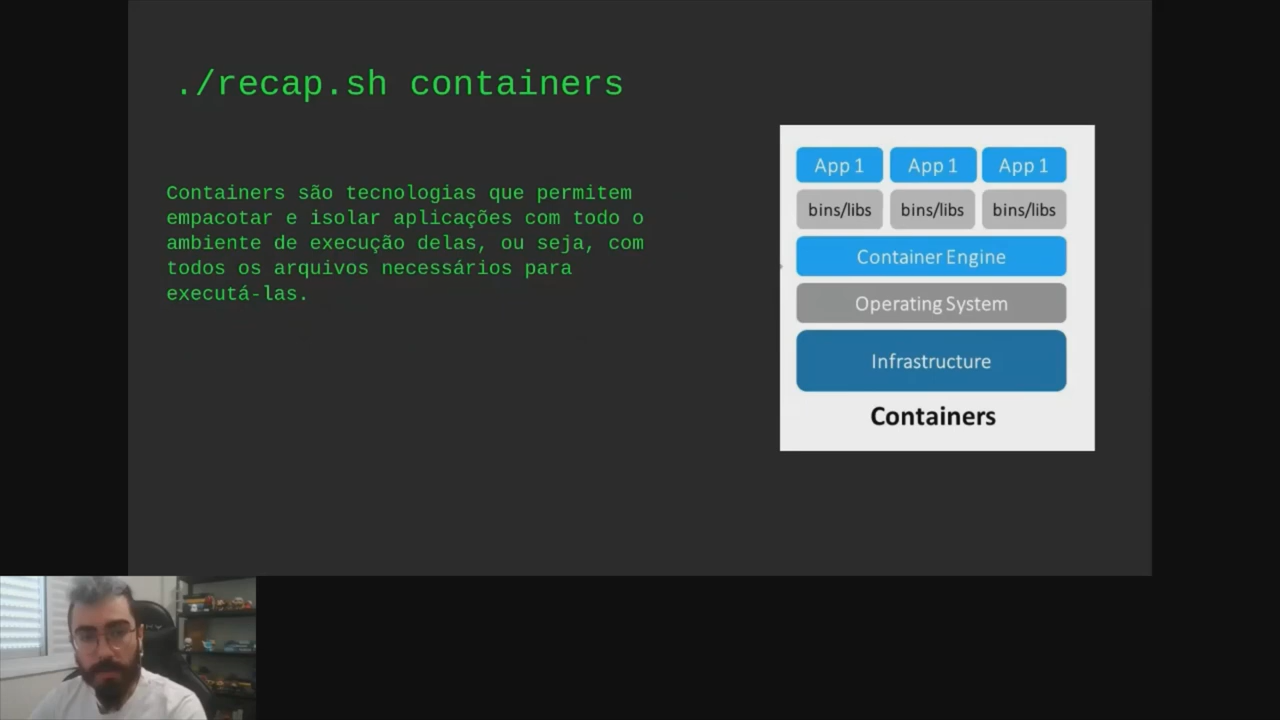 ./recap.sh containers
Containers são tecnologias que permitem
empacotar e isolar aplicações com todo o
ambiente de execução delas, ou seja, com
todos os arquivos necessários para
executá-las.
App 1 App 1 App 1
bins/libs bins/libs bins/libs
Container Engine
Operating System
Infrastructure
Containers